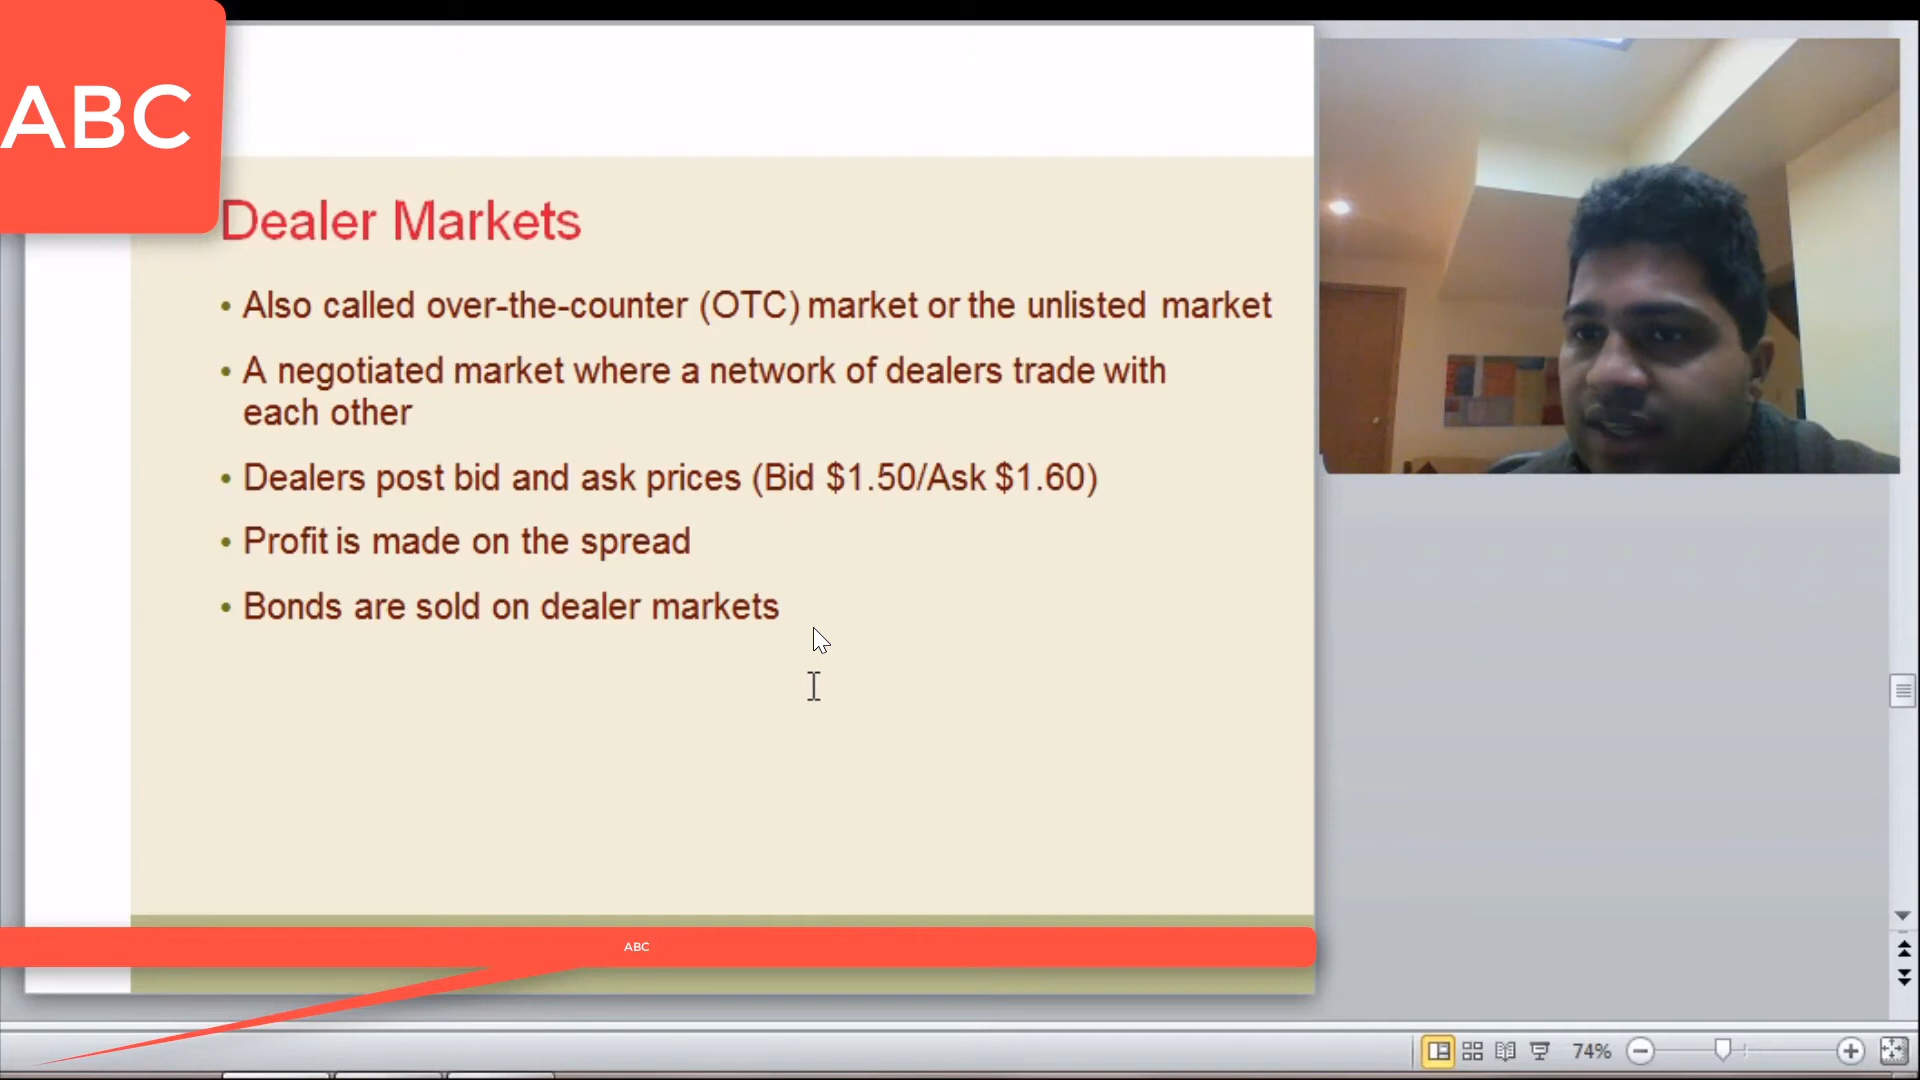 ABC
Dealer Markets
• Also called over-the-counter (OTC) market or the unlisted market
• A negotiated market where a network of dealers trade with
each other
• Dealers post bid and ask prices (Bid $1.50/Ask $1.60)
• Profit is made on the spread
• Bonds are sold on dealer markets
ABC
74%